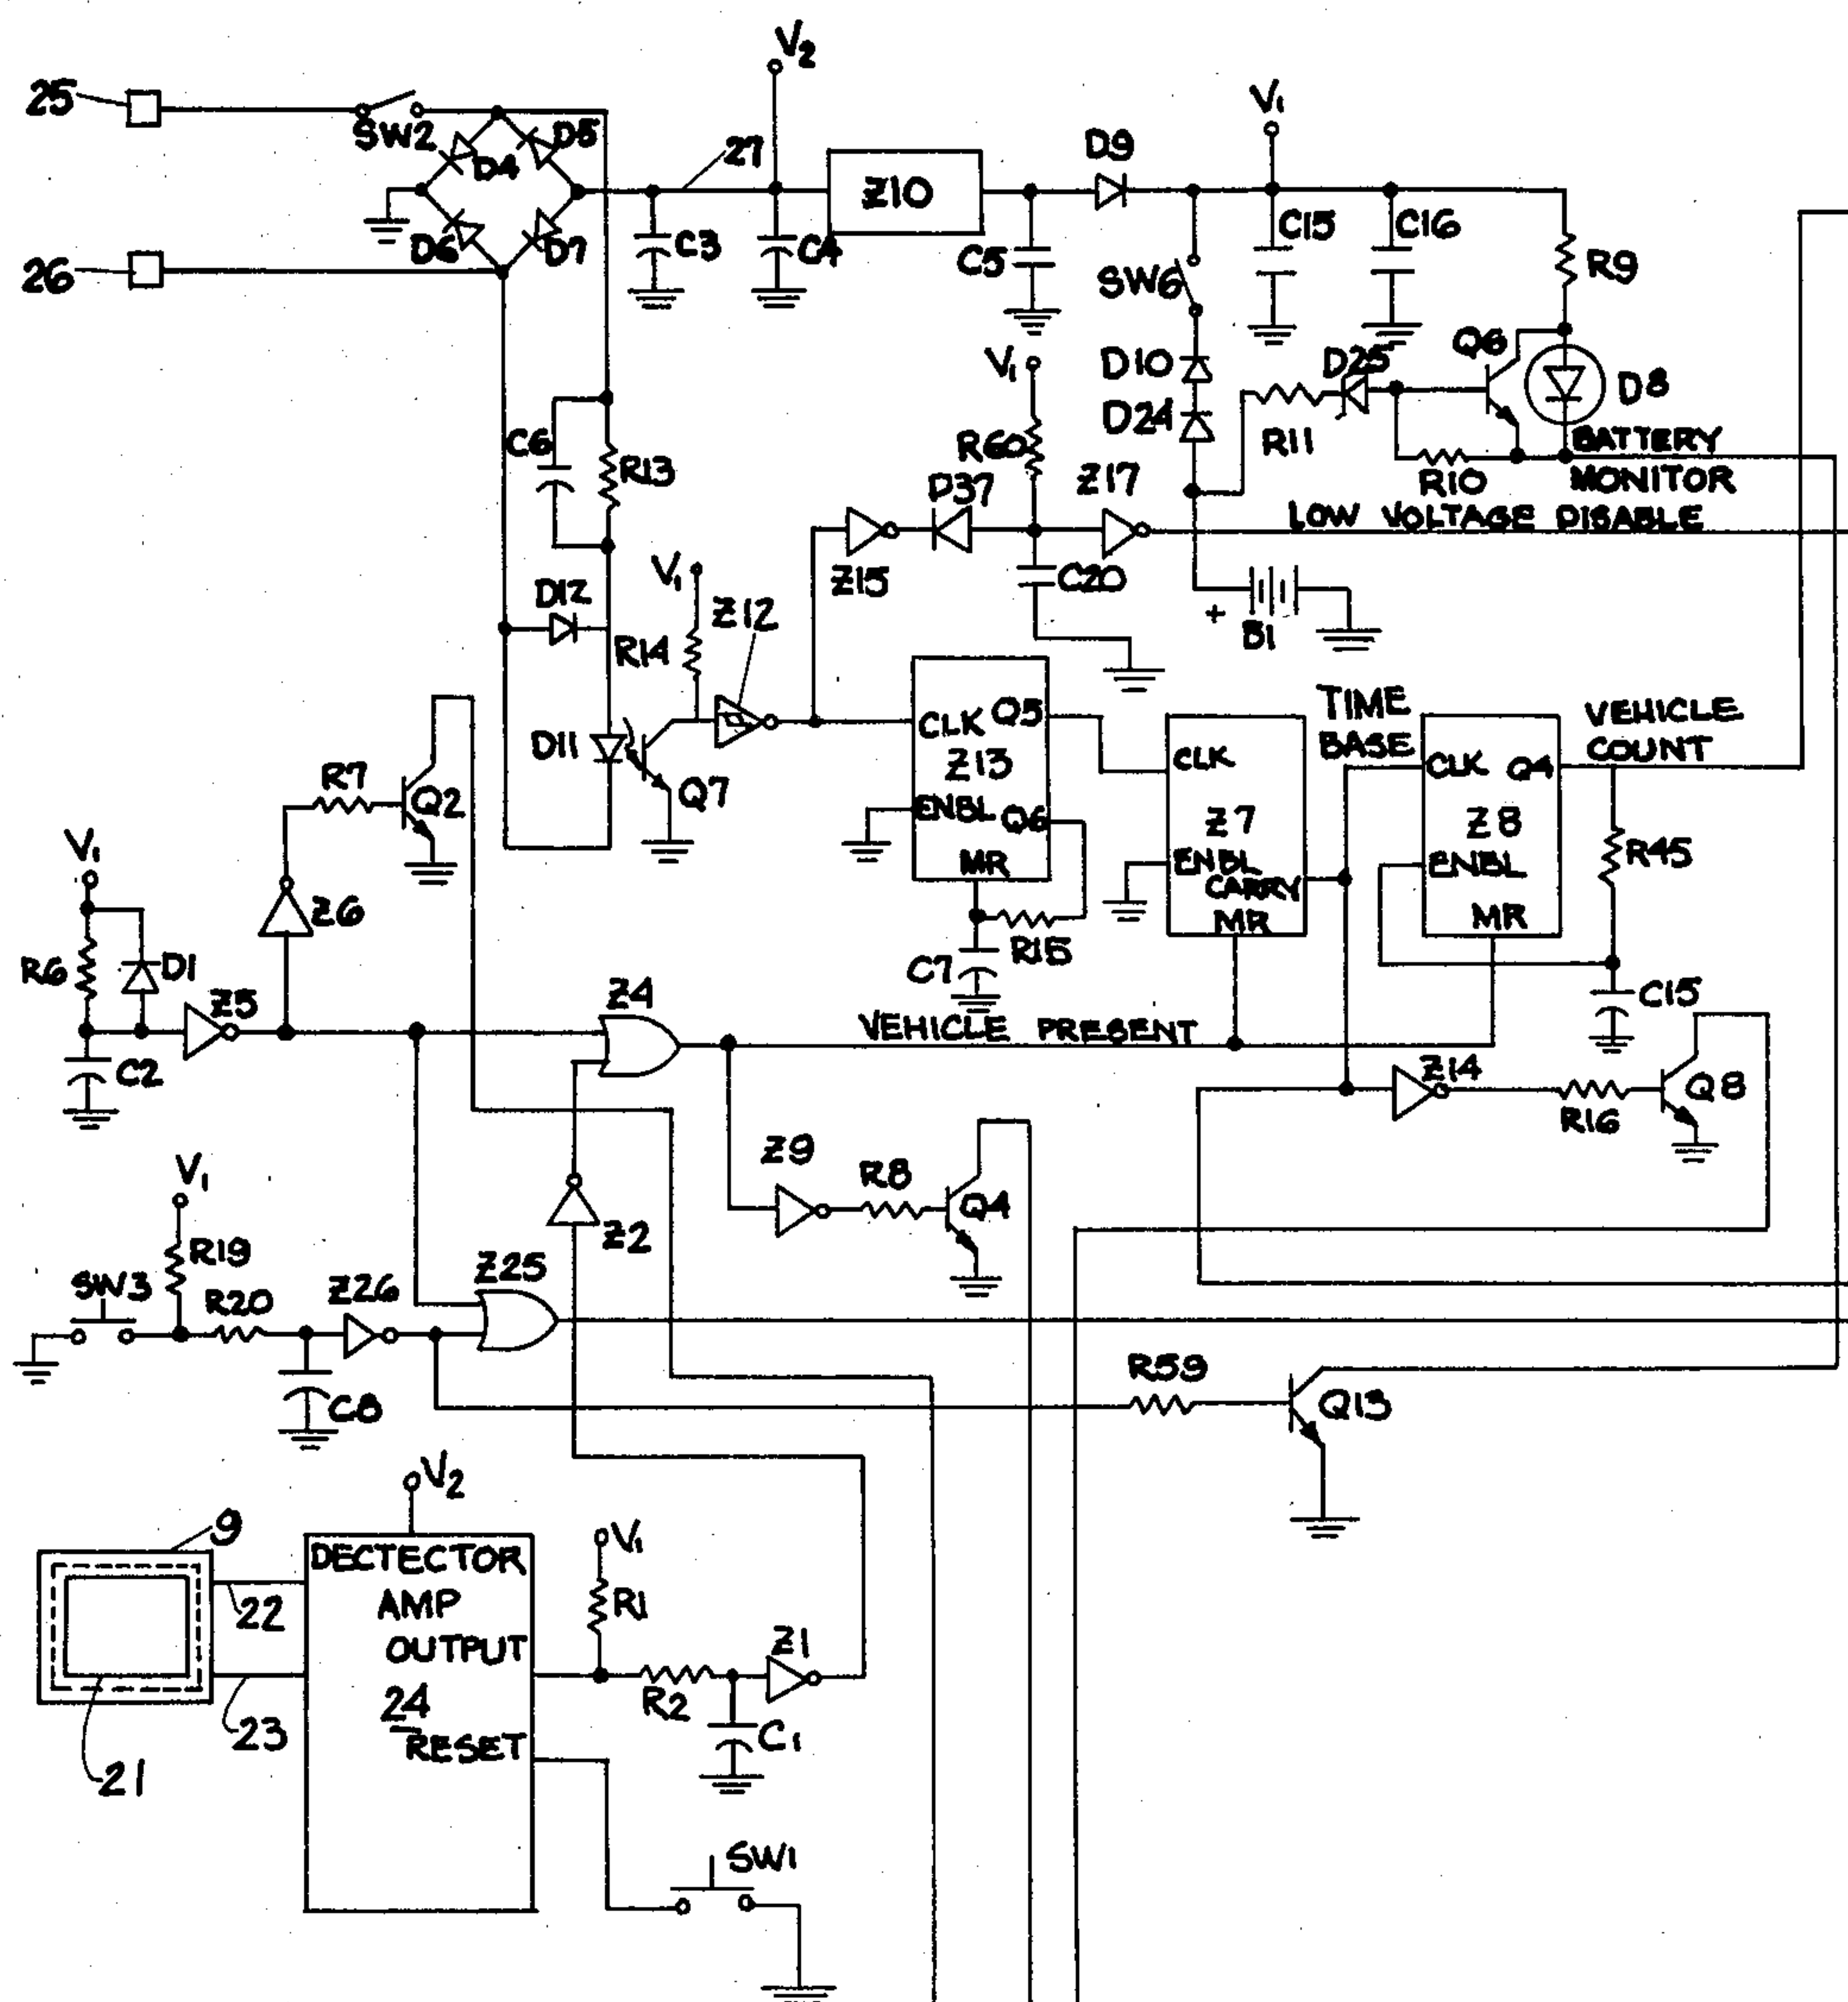 V2
25
SW2
D5
D4
27
Z10
D9
V1
26
D6
D7
C3
C4
C5
SW6
C15
C16
R9
V1
D10
D25
Q6
D8
D24
R11
C6
R13
R60
D37
Z17
R10
BATTERY
MONITOR
LOW VOLTAGE DISABLE
V1
Z15
C20
D12
R14
Z12
+
B1
D11
Q7
CLK Q5
Z13
ENBL Q6
MR
TIME
BASE
VEHICLE
COUNT
CLK
Z7
ENBL
CARRY
MR
CLK Q4
Z8
ENBL
MR
R45
R7
Q2
V1
Z6
R6
D1
Z5
C2
Z4
C7
R15
VEHICLE PRESENT
C15
Z14
R16
Q8
V1
Z9
R8
Q4
Z2
R19
SW3
R20
Z26
Z25
C8
R59
Q13
V2
9
22
23
21
DECTECTOR
AMP
OUTPUT
24
RESET
V1
R1
R2
Z1
C1
SW1